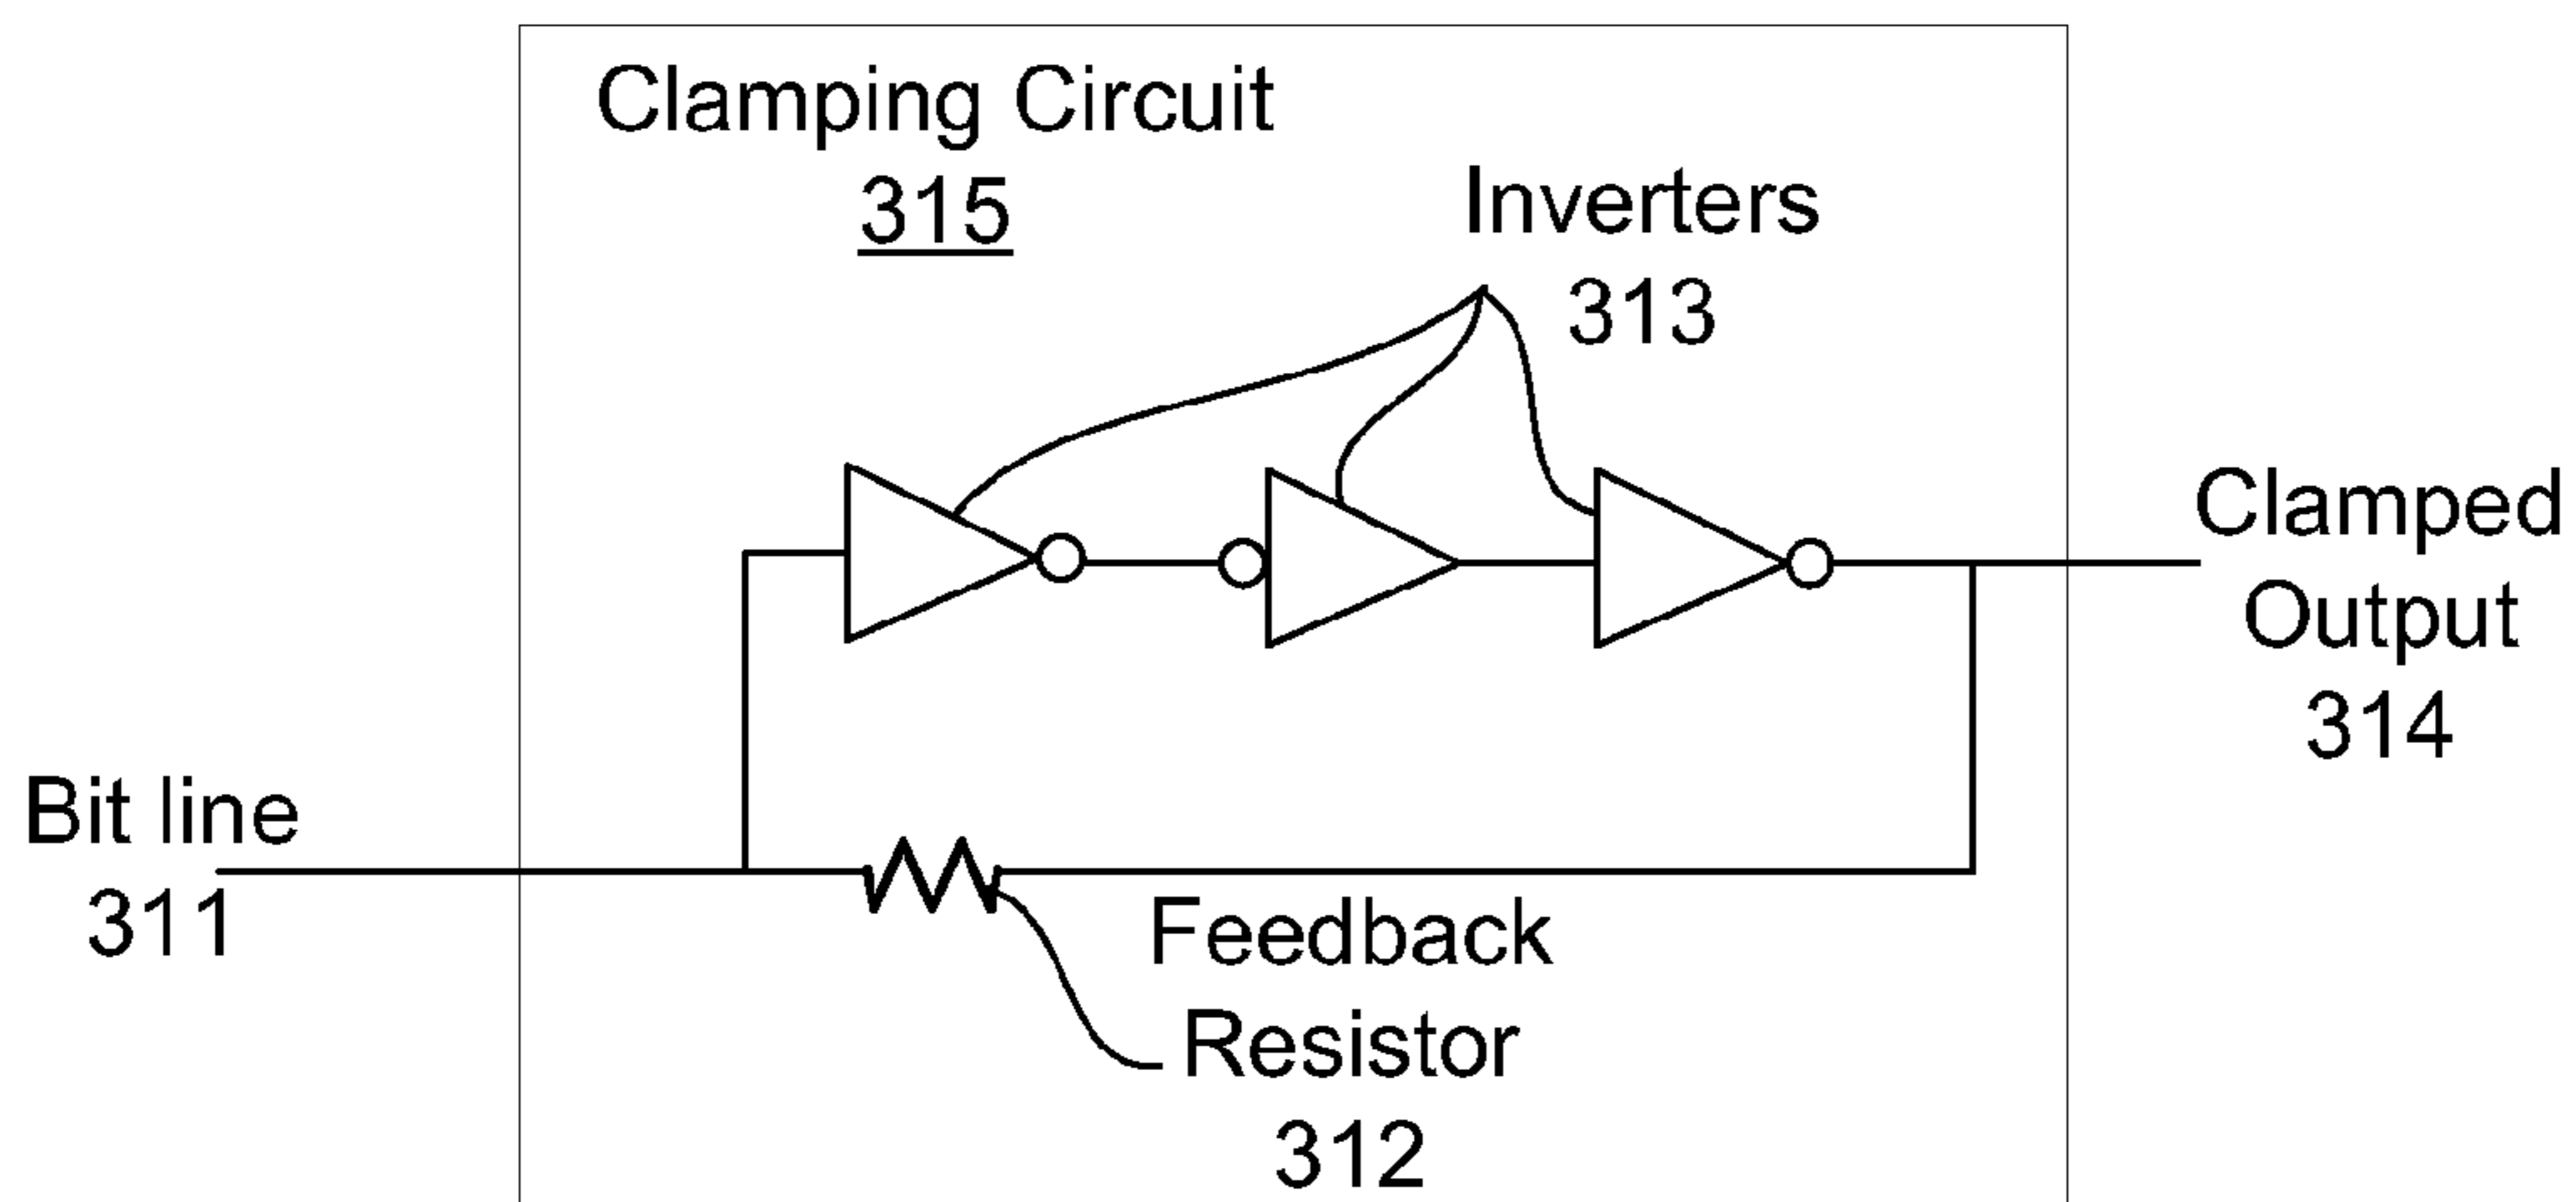 Clamping Circuit
315
Inverters
313
Clamped
Output
314
Bit line
311
Feedback
Resistor
312